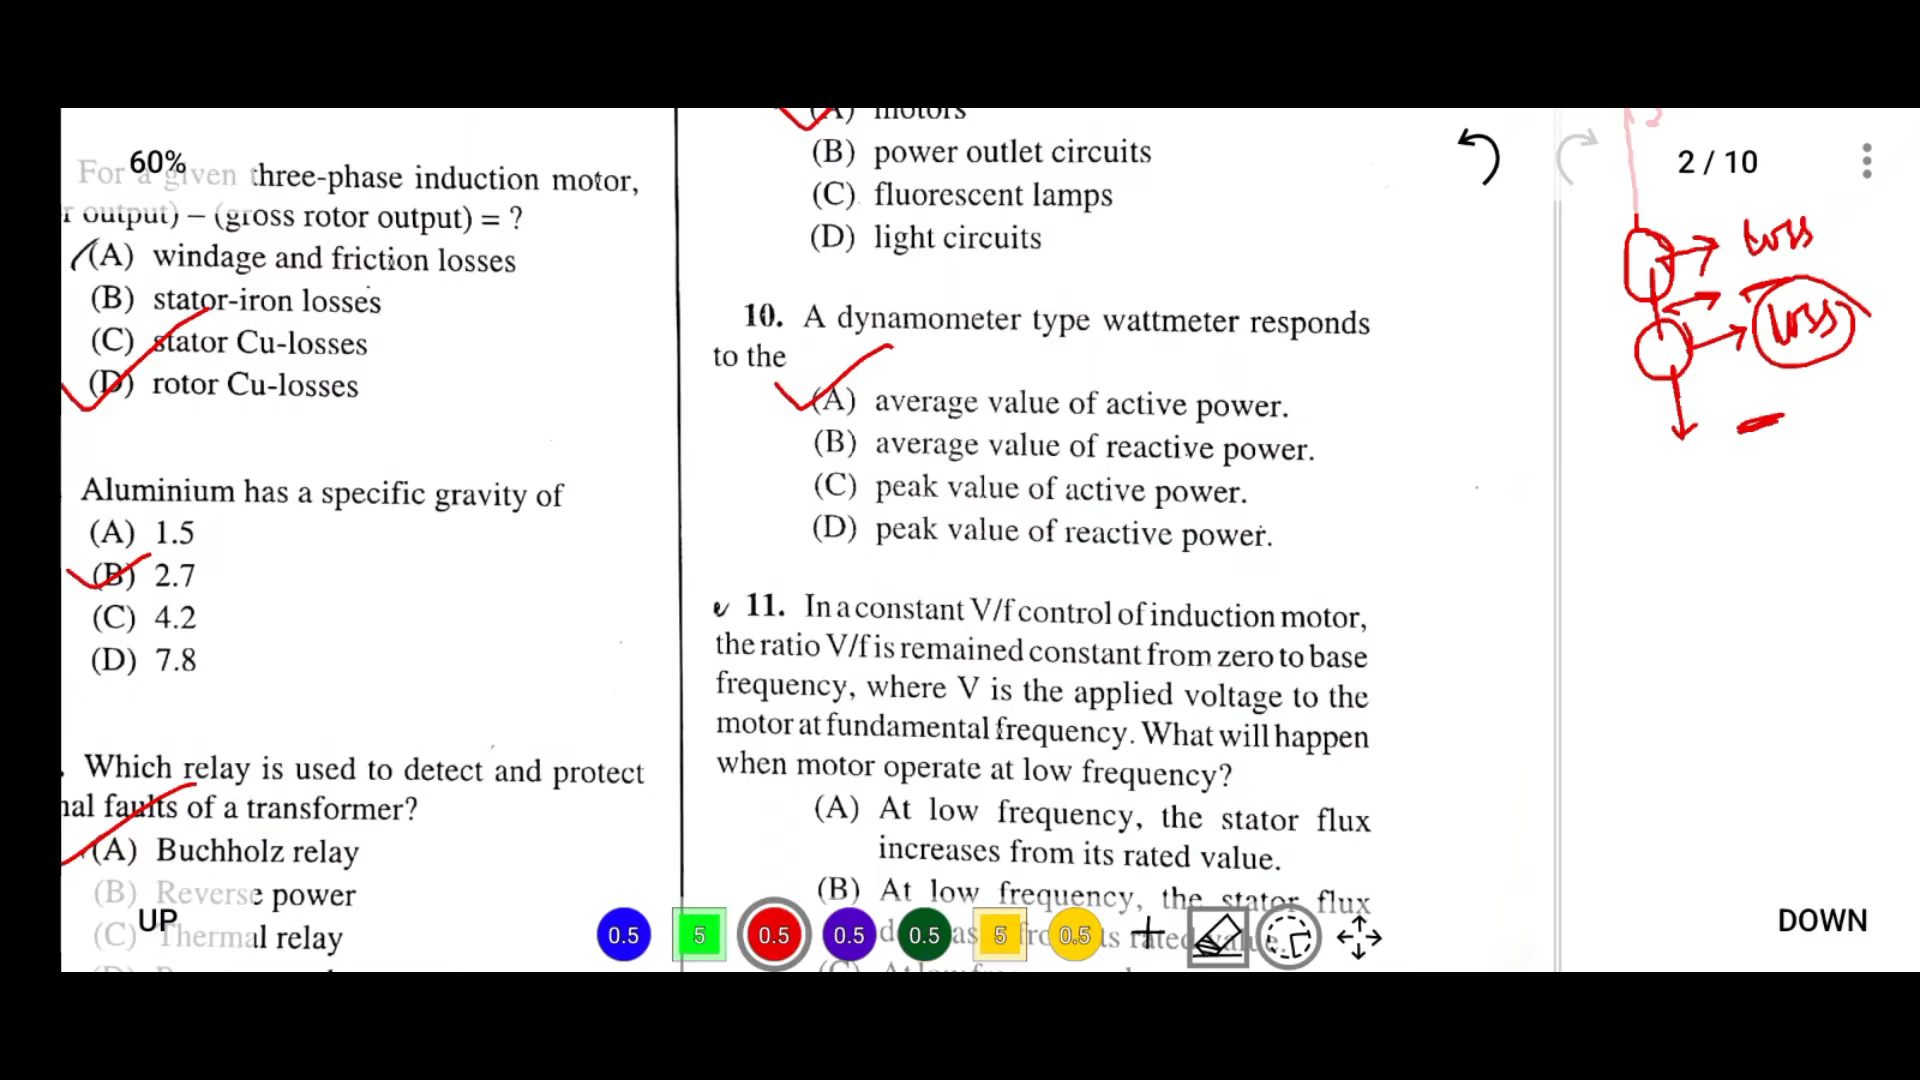 60%
For a given three-phase induction motor,
r output) – (gross rotor output) = ?
(A) windage and friction losses
(B) stator-iron losses
(C) stator Cu-losses
(D) rotor Cu-losses
Aluminium has a specific gravity of
(A) 1.5
(B) 2.7
(C) 4.2
(D) 7.8
Which relay is used to detect and protect
nal faults of a transformer?
(A) Buchholz relay
(B) Reverse power
(C) Thermal relay
UP
(A) motors
(B) power outlet circuits
(C) fluorescent lamps
(D) light circuits
10. A dynamometer type wattmeter responds
to the
(A) average value of active power.
(B) average value of reactive power.
(C) peak value of active power.
(D) peak value of reactive power.
11. In a constant V/f control of induction motor,
the ratio V/f is remained constant from zero to base
frequency, where V is the applied voltage to the
motor at fundamental frequency. What will happen
when motor operate at low frequency?
(A) At low frequency, the stator flux
increases from its rated value.
(B) At low frequency, the stator flux
rated value.
0.5 5 0.5 0.5 0.5 5 0.5
2 / 10
Loss
Loss
DOWN